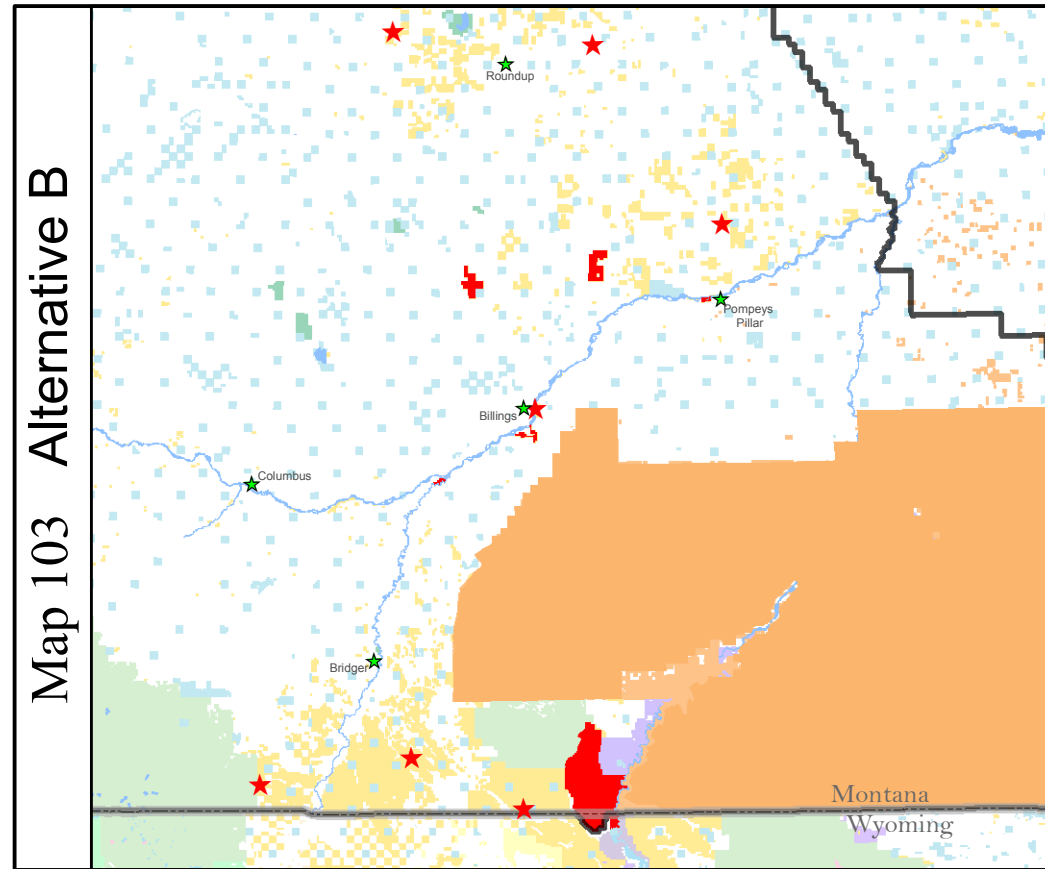 Map 103 Alternative B
Roundup
Pompeys
Pillar
Billings
Columbus
Bridger
Montana
Wyoming